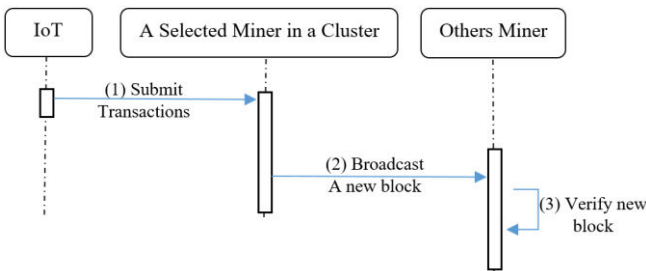 IoT
A Selected Miner in a Cluster
Others Miner
(1) Submit
Transactions
(2) Broadcast
A new block
(3) Verify new
block